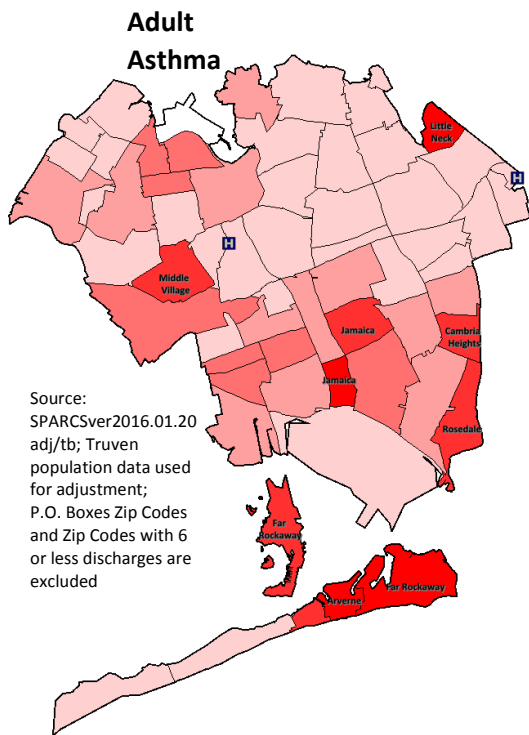 Adult
Asthma
Little
Neck
H
H
Middle
Village
Jamaica
Cambria
Heights
Jamaica
Rosedale
Source:
SPARCSver2016.01.20
adj/tb; Truven
population data used
for adjustment;
P.O. Boxes Zip Codes
and Zip Codes with 6
or less discharges are
excluded
Far
Rockaway
Arverne
Far Rockaway